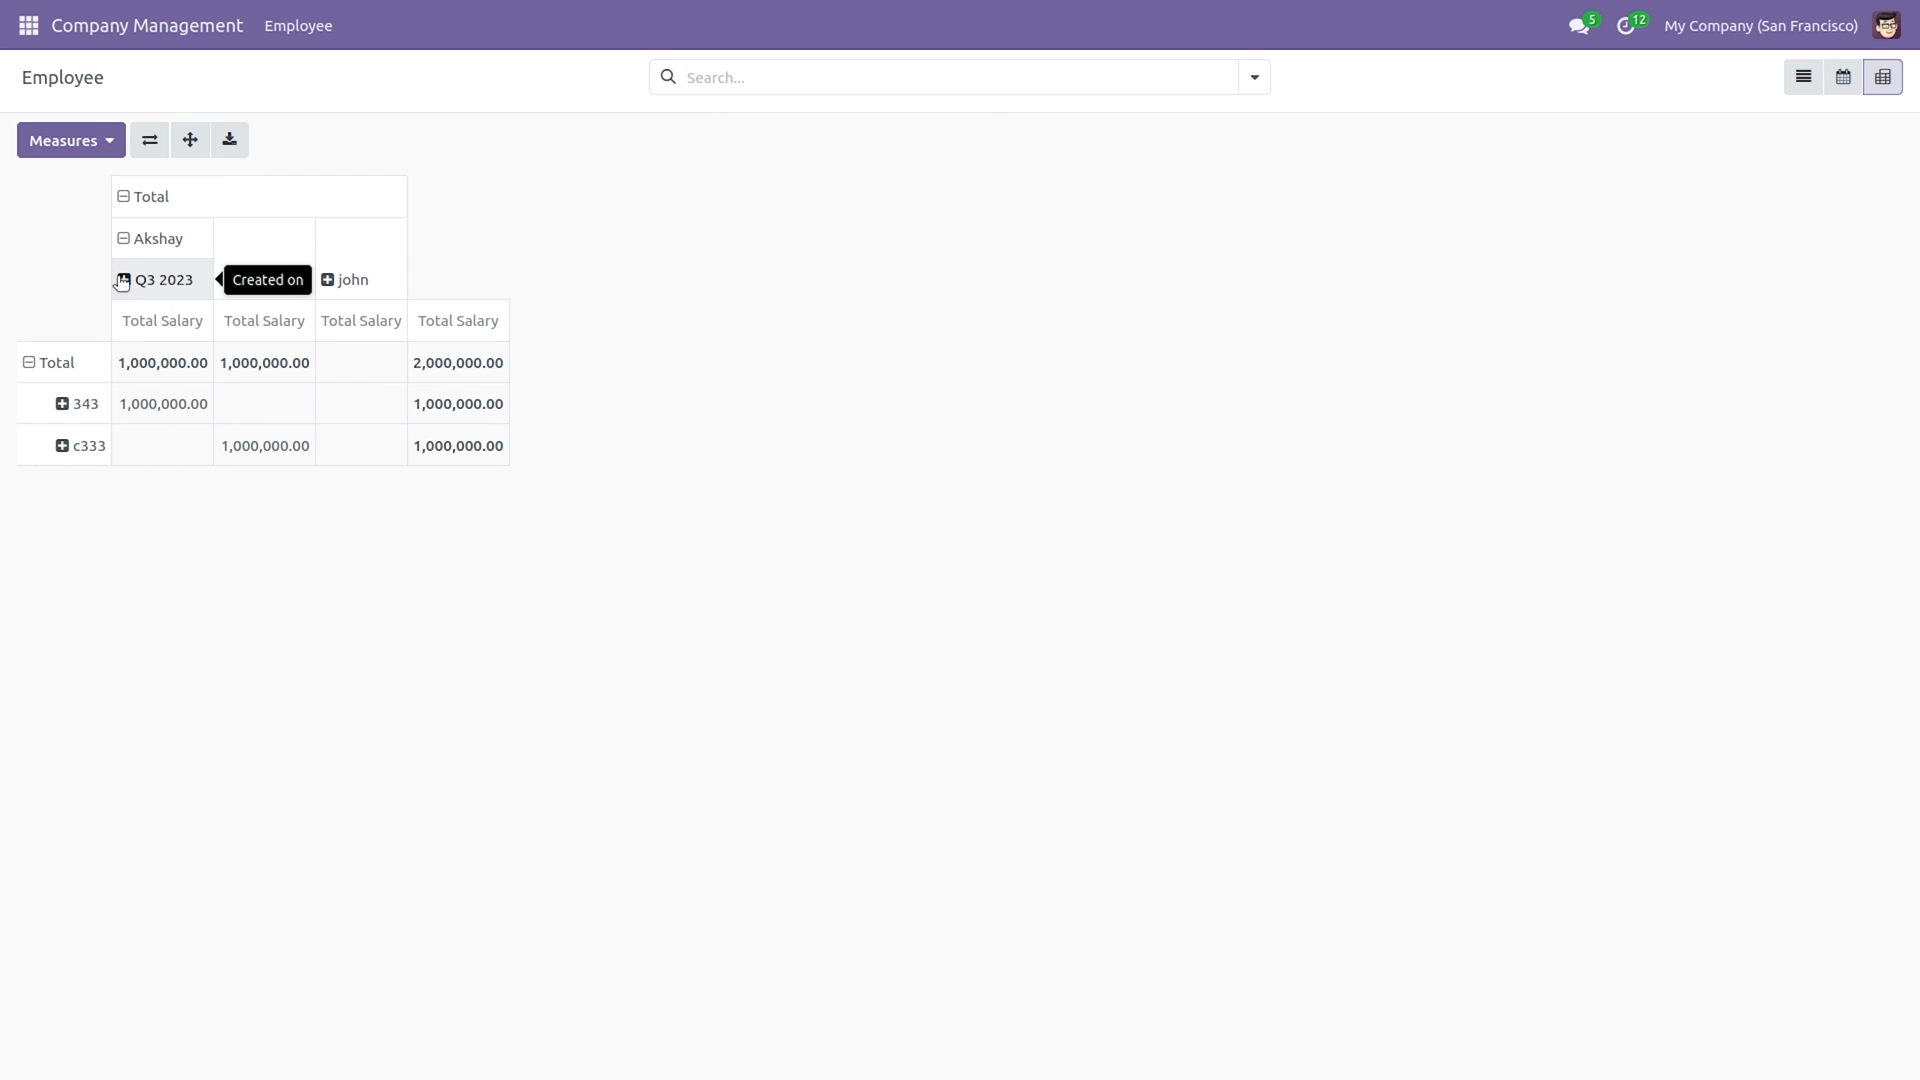 Company Management Employee 5 12 My Company (San Francisco)
Employee Search...
Measures
Total
Akshay
Q3 2023 Created on john
Total Salary Total Salary Total Salary Total Salary
Total 1,000,000.00 1,000,000.00 2,000,000.00
343 1,000,000.00 1,000,000.00
c333 1,000,000.00 1,000,000.00